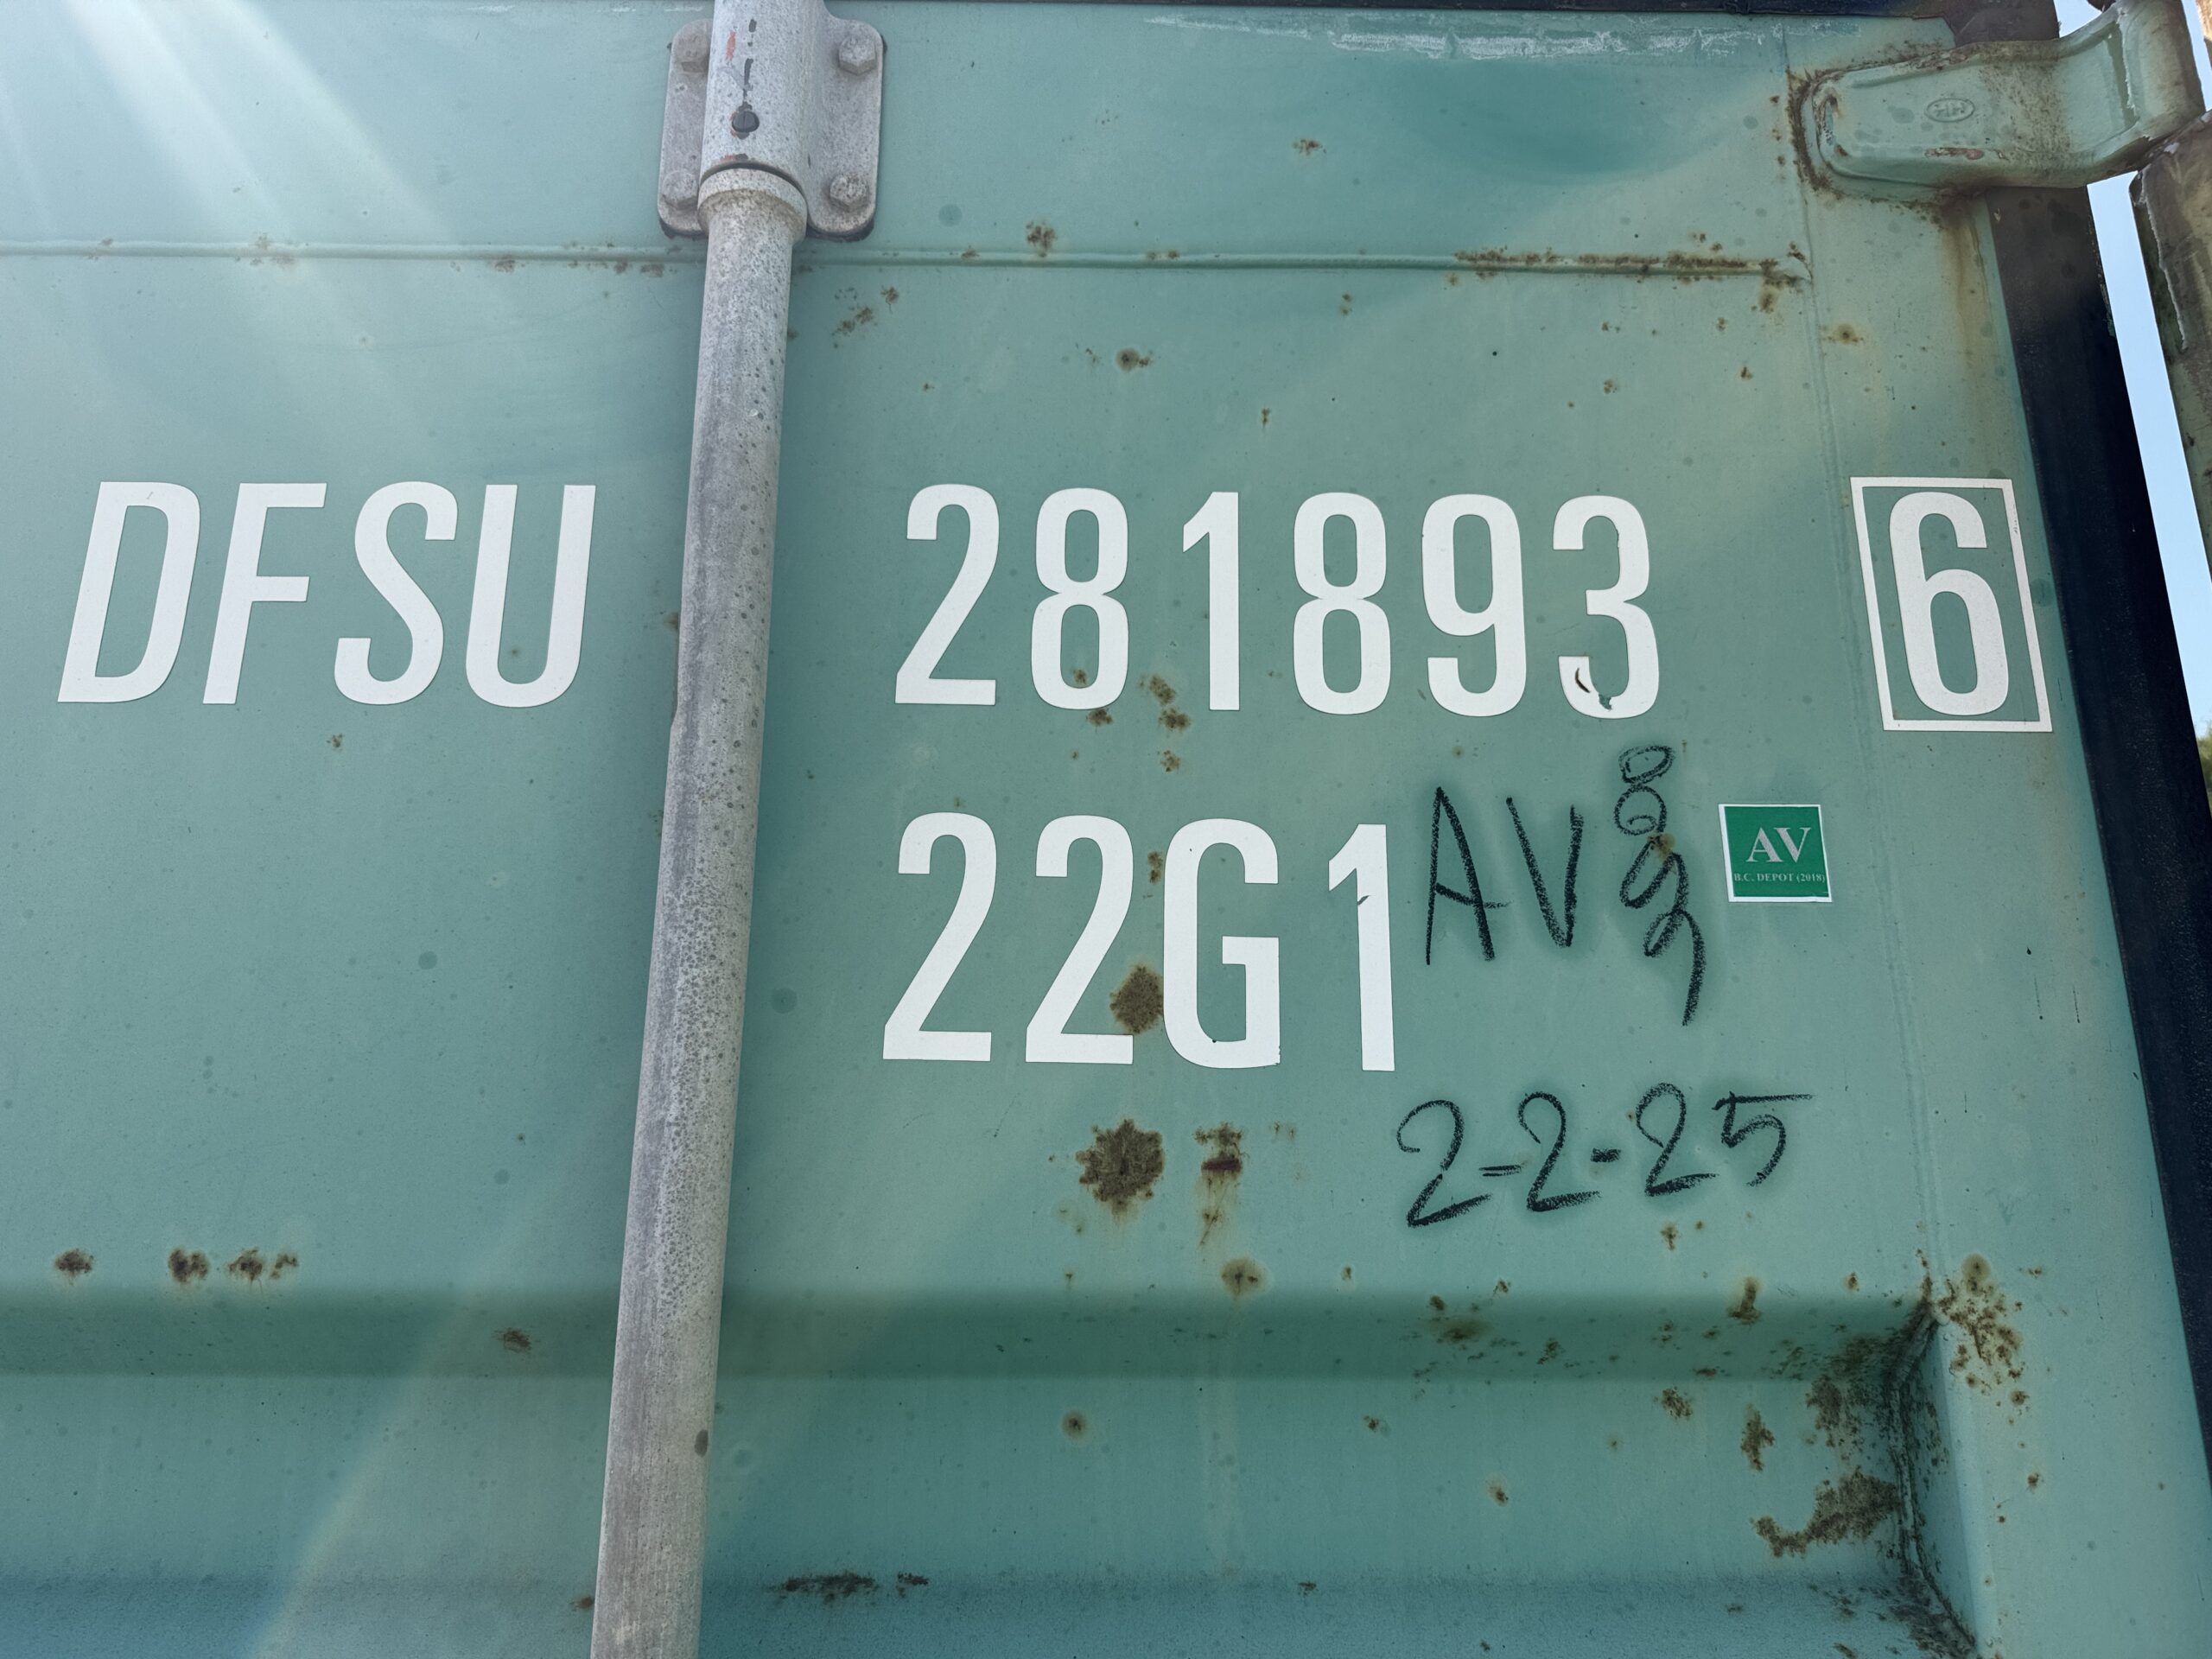 DFSU 281893 6
22G1 AV
AV
B.C. DEPOT (2018)
2-2-25